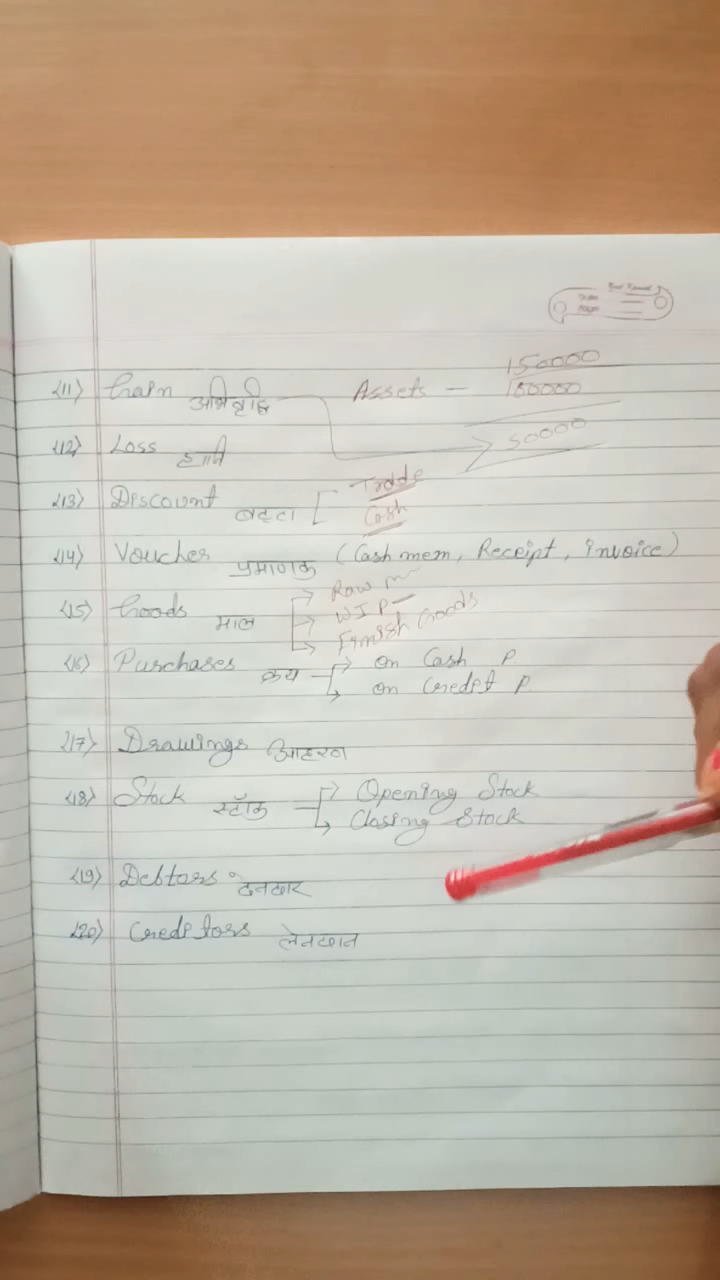 150000
(11) Gain अभिवृद्धि Assets - 100000
(12) Loss हानि 50000
Trade
(13) Discount बट्टा Cash
(14) Voucher प्रमाणक (Cash mem, Receipt, Invoice)
Raw m
(15) Goods माल WIP
Finish Goods
(16) Purchases क्रय on Cash P
on Credit P
(17) Drawings आहरण
(18) Stock स्टॉक Opening Stock
Closing Stock
(19) Debtors देनदार
(20) Creditors लेनदान